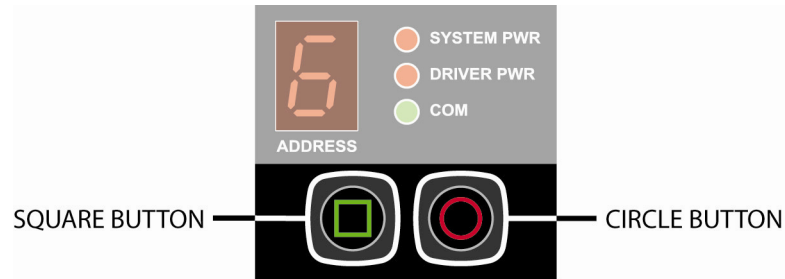 6
SYSTEM PWR
DRIVER PWR
COM
ADDRESS
SQUARE BUTTON
CIRCLE BUTTON